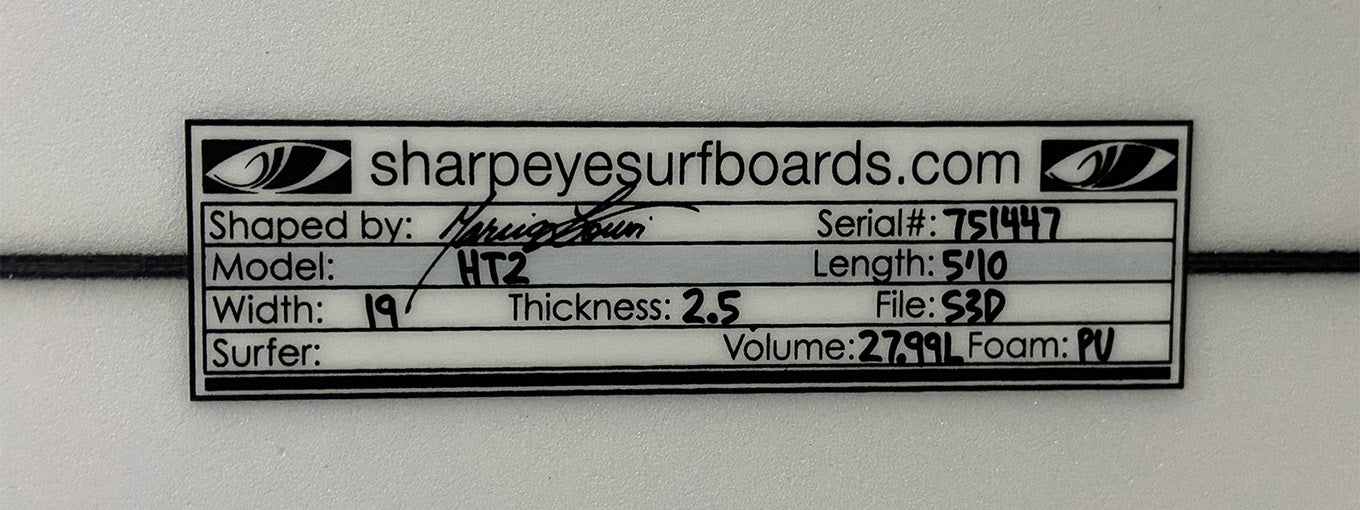 sharpeyesurfboards.com
Shaped by: Serial#: 751447
Model: HT2 Length: 5'10
Width: 19 Thickness: 2.5 File: S3D
Surfer: Volume: 27.99L Foam: PU